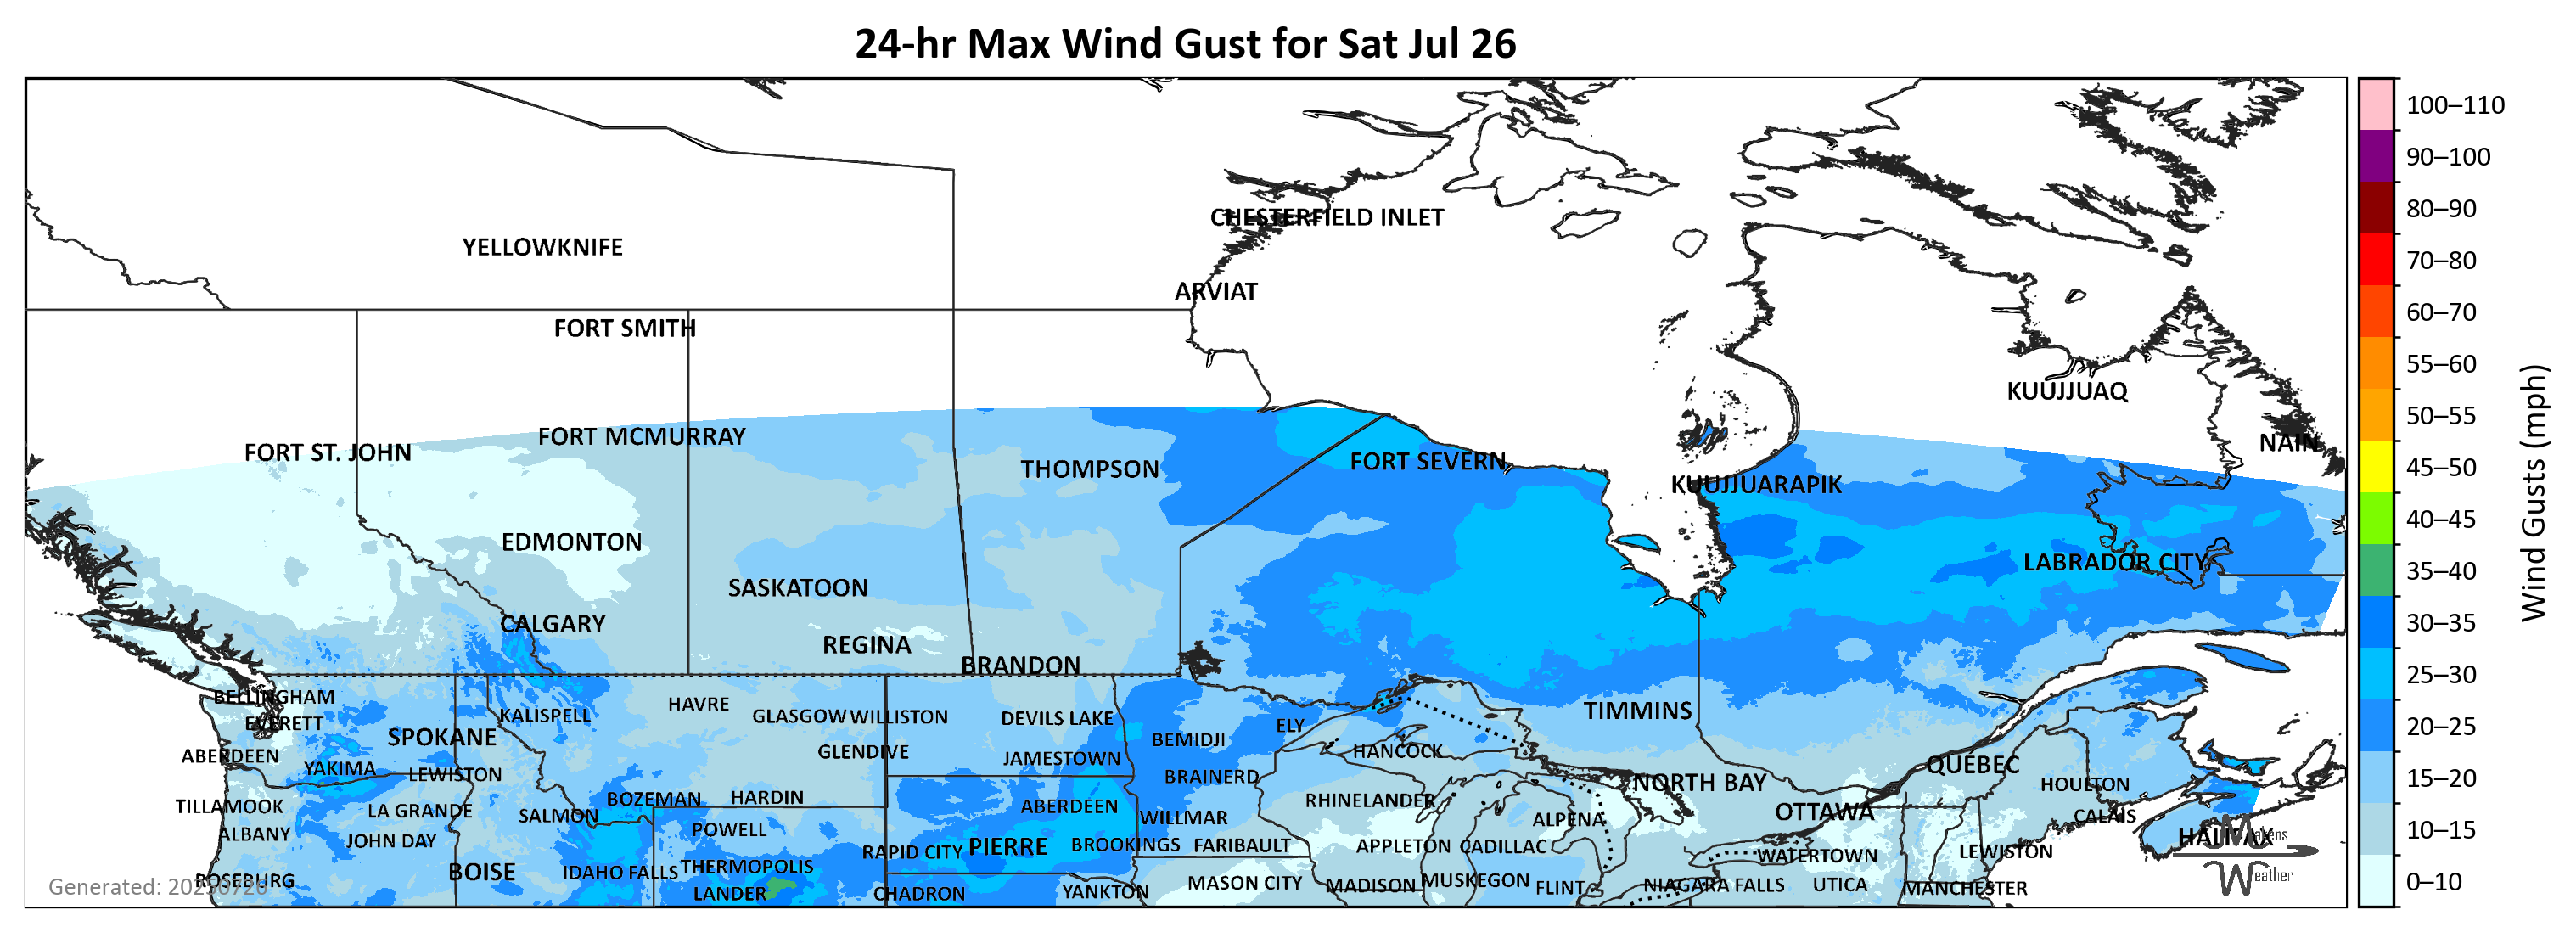 24-hr Max Wind Gust for Sat Jul 26
100–110
90–100
80–90
70–80
60–70
55–60
50–55
45–50
40–45
35–40
30–35
25–30
20–25
15–20
10–15
0–10
Wind Gusts (mph)
CHESTERFIELD INLET
YELLOWKNIFE
ARVIAT
FORT SMITH
KUUJJUAQ
FORT MCMURRAY
NAIN
FORT ST. JOHN
FORT SEVERN
THOMPSON
KUUJJUARAPIK
EDMONTON
LABRADOR CITY
SASKATOON
CALGARY
REGINA
BRANDON
BELLINGHAM
HAVRE
TIMMINS
KALISPELL
GLASGOW
WILLISTON
DEVILS LAKE
EVERETT
ELY
SPOKANE
BEMIDJI
HANCOCK
GLENDIVE
ABERDEEN
JAMESTOWN
QUÉBEC
YAKIMA
LEWISTON
BRAINERD
NORTH BAY
HOULTON
BOZEMAN
HARDIN
RHINELANDER
TILLAMOOK
LA GRANDE
ABERDEEN
OTTAWA
SALMON
WILLMAR
ALPENA
CALAIS
ALBANY
POWELL
HALIFAX
JOHN DAY
RAPID CITY
PIERRE
BROOKINGS
FARIBAULT
APPLETON
CADILLAC
LEWISTON
WATERTOWN
BOISE
IDAHO FALLS
THERMOPOLIS
ROSEBURG
MASON CITY
MADISON
MUSKEGON
FLINT
NIAGARA FALLS
UTICA
MANCHESTER
LANDER
CHADRON
YANKTON
Makens
Weather